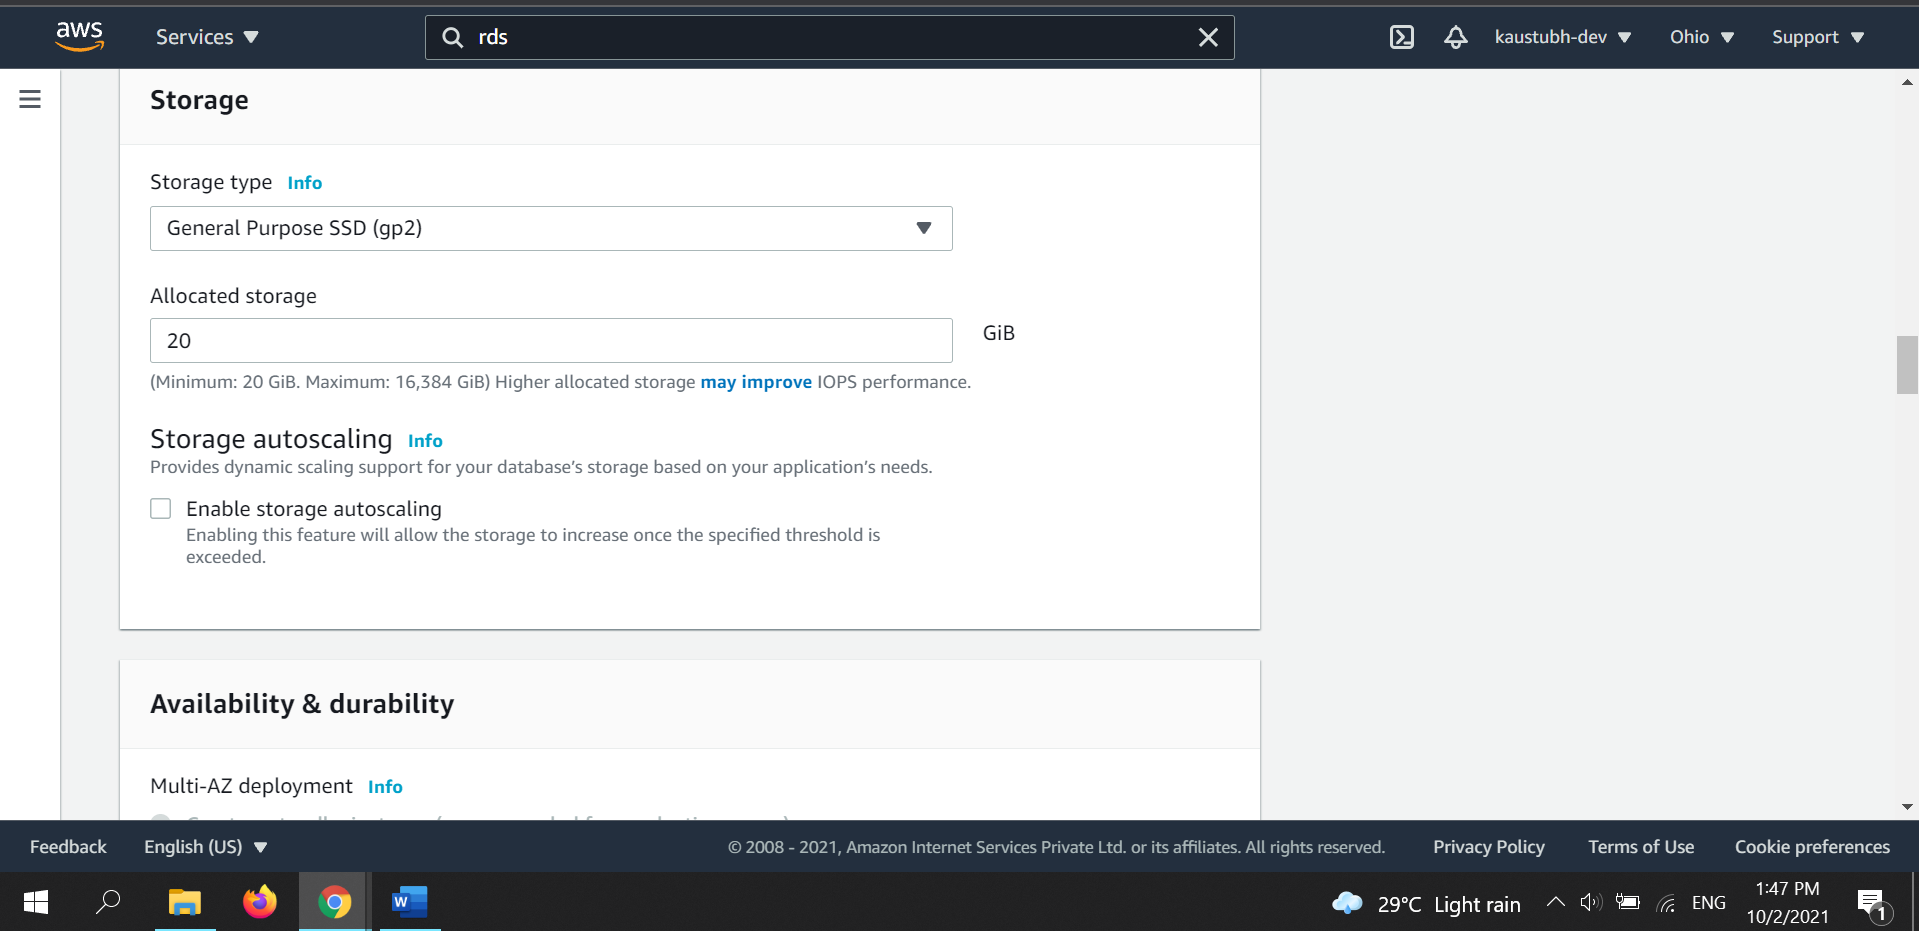 aws
Services
rds
kaustubh-dev
Ohio
Support
Storage
Storage type Info
General Purpose SSD (gp2)
Allocated storage
20
GiB
(Minimum: 20 GiB. Maximum: 16,384 GiB) Higher allocated storage may improve IOPS performance.
Storage autoscaling Info
Provides dynamic scaling support for your database's storage based on your application's needs.
Enable storage autoscaling
Enabling this feature will allow the storage to increase once the specified threshold is
exceeded.
Availability & durability
Multi-AZ deployment Info
Feedback
English (US)
© 2008 - 2021, Amazon Internet Services Private Ltd. or its affiliates. All rights reserved.
Privacy Policy
Terms of Use
Cookie preferences
W
29°C Light rain
ENG
1:47 PM
10/2/2021
1